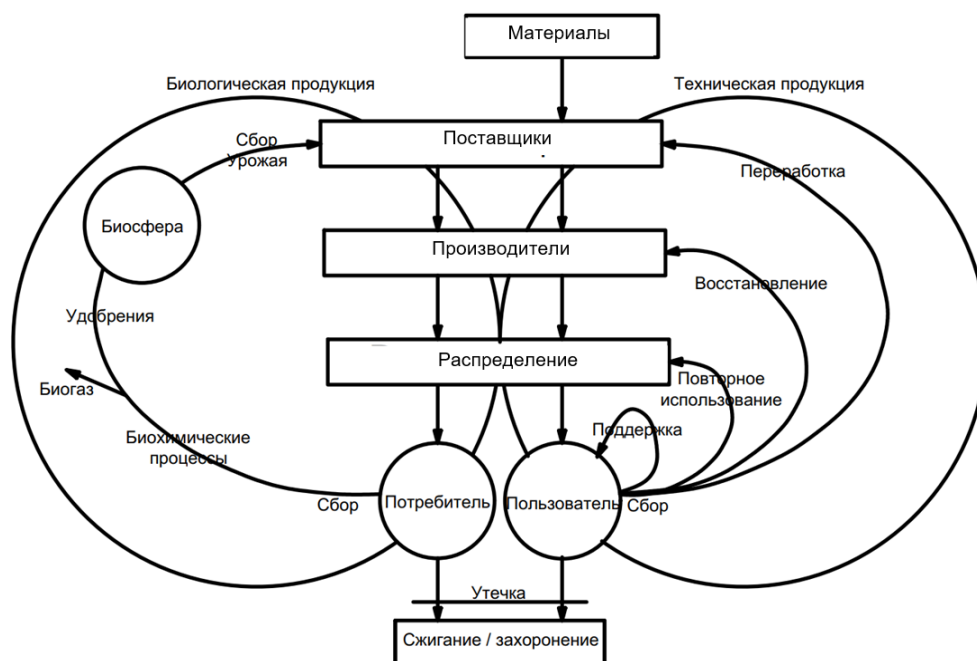 Материалы
Биологическая продукция
Техническая продукция
Сбор
Урожая
Поставщики
Переработка
Биосфера
Производители
Восстановление
Удобрения
Распределение
Биогаз
Повторное
использование
Поддержка
Биохимические
процессы
Сбор
Потребитель
Пользователь
Сбор
Утечка
Сжигание / захоронение